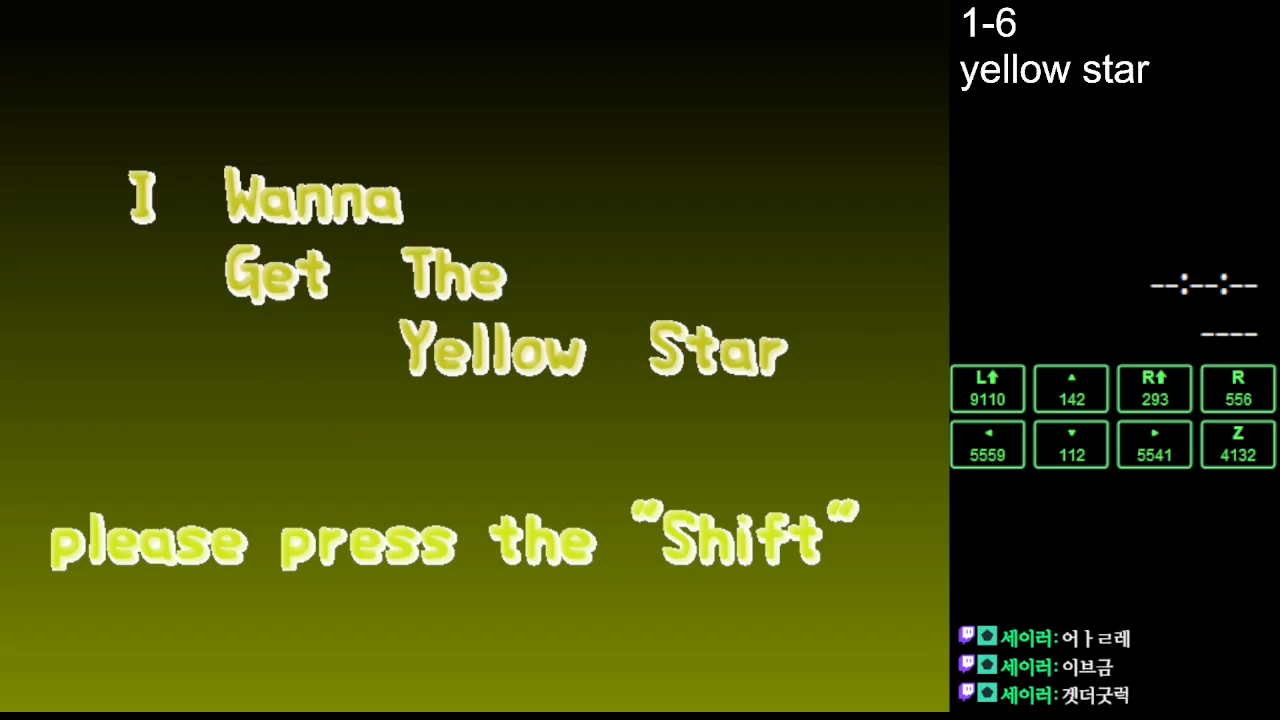 I Wanna
Get The
Yellow Star
please press the "Shift"
1-6
yellow star
--:--:--
----
L⬆ ▲ R⬆ R
9110 142 293 556
◄ ▼ ► Z
5559 112 5541 4132
세이러: 어ㅏㄹ레
세이러: 이브금
세이러: 겟더굿럭